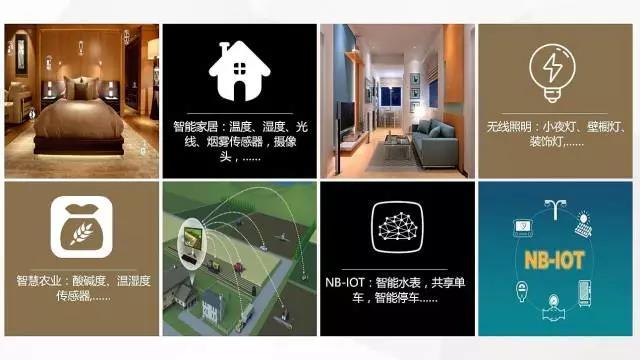 智能家居：温度、湿度、光
线、烟雾传感器，摄像
头，......
无线照明：小夜灯、壁橱灯、
装饰灯,......
智慧农业：酸碱度、温湿度
传感器,......
NB-IOT：智能水表，共享单
车，智能停车......
NB-IOT